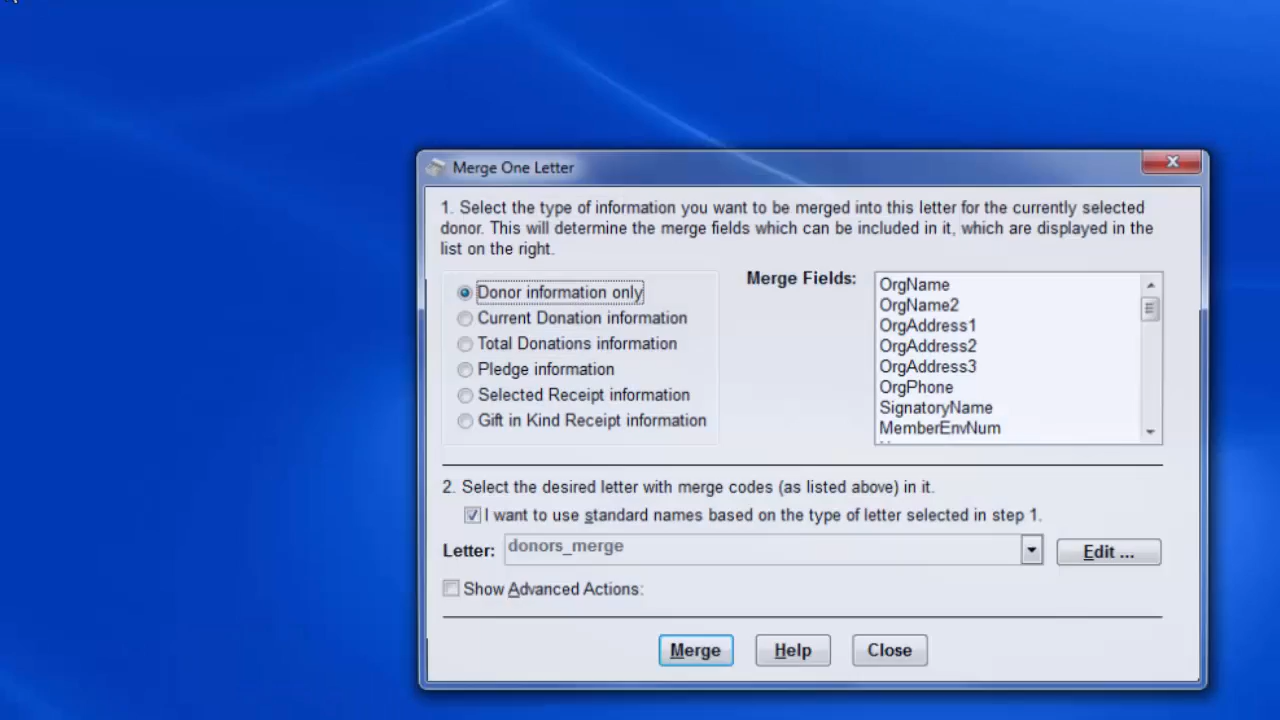 Merge One Letter
1. Select the type of information you want to be merged into this letter for the currently selected
donor. This will determine the merge fields which can be included in it, which are displayed in the
list on the right.
Donor information only
Current Donation information
Total Donations information
Pledge information
Selected Receipt information
Gift in Kind Receipt information
Merge Fields:
OrgName
OrgName2
OrgAddress1
OrgAddress2
OrgAddress3
OrgPhone
SignatoryName
MemberEnvNum
2. Select the desired letter with merge codes (as listed above) in it.
I want to use standard names based on the type of letter selected in step 1.
Letter: donors_merge Edit ...
Show Advanced Actions:
Merge Help Close